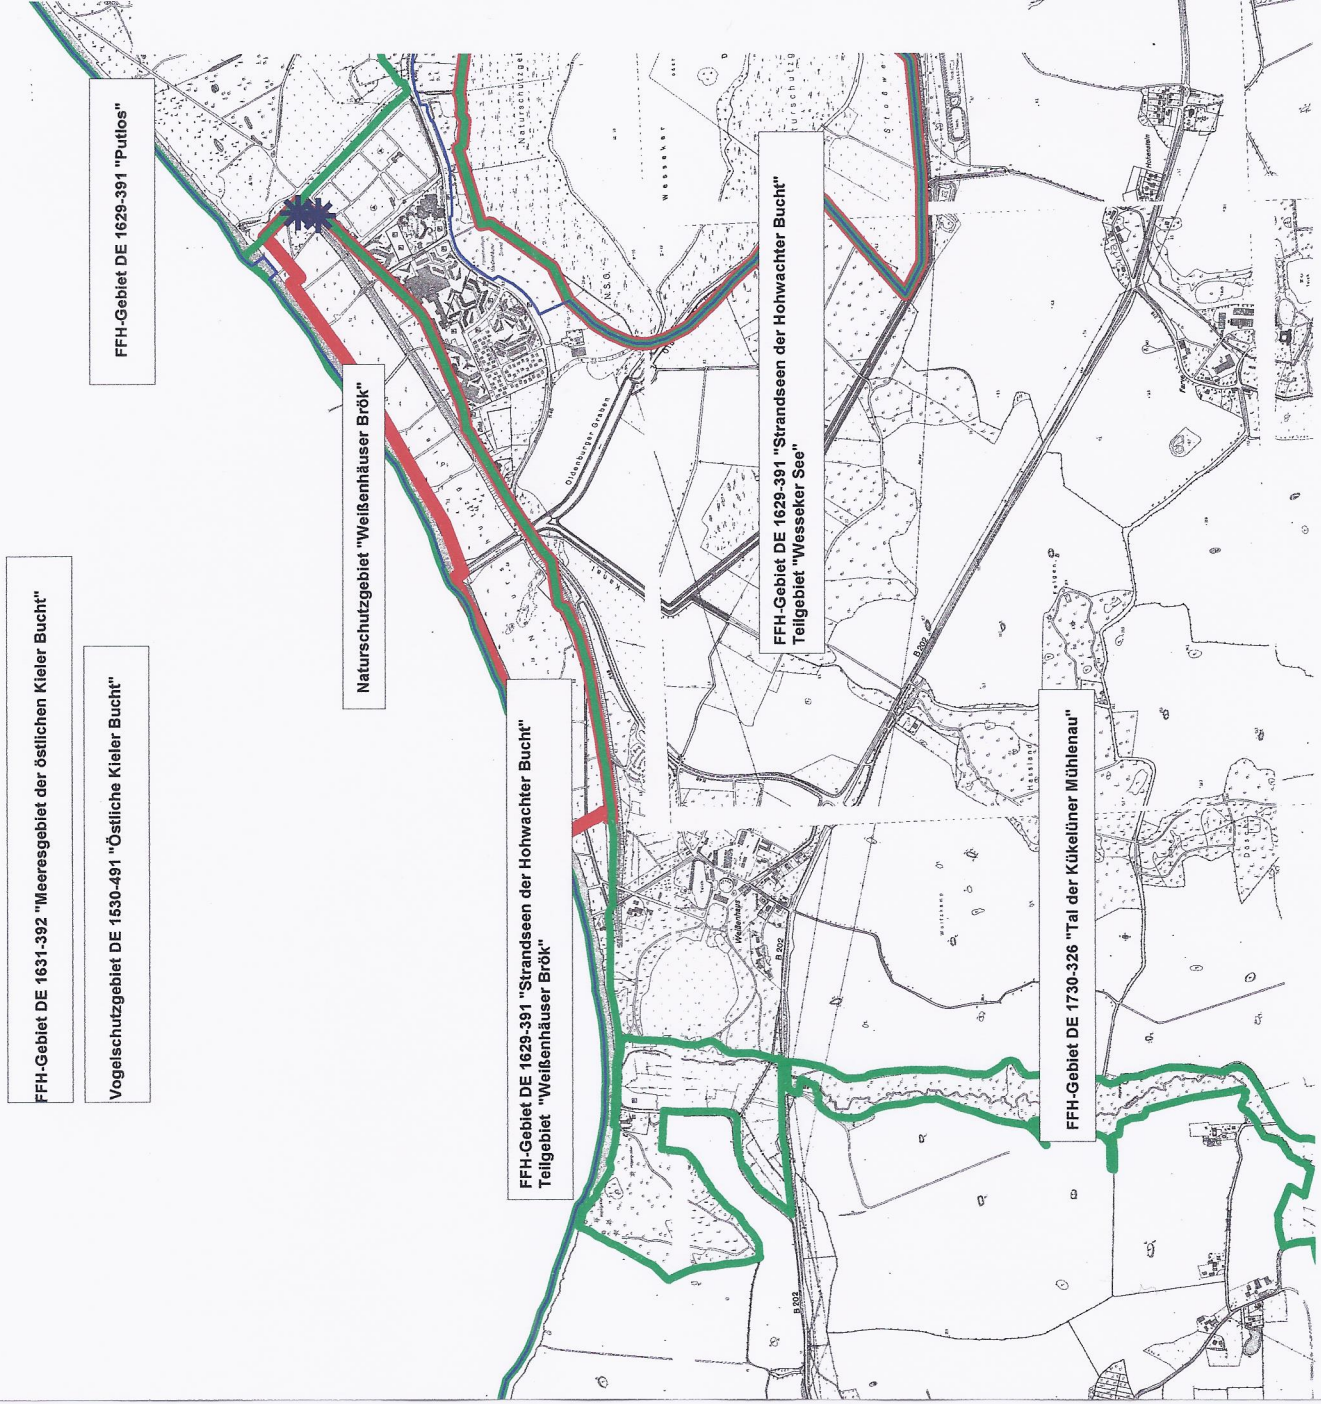 FFH-Gebiet DE 1631-392 "Meeresgebiet der östlichen Kieler Bucht"
Vogelschutzgebiet DE 1530-491 "Östliche Kieler Bucht"
FFH-Gebiet DE 1629-391 "Putlos"
Naturschutzgebiet "Weißenhäuser Brök"
FFH-Gebiet DE 1629-391 "Strandseen der Hohwachter Bucht"
Teilgebiet "Weißenhäuser Brök"
FFH-Gebiet DE 1629-391 "Strandseen der Hohwachter Bucht"
Teilgebiet "Wesseker See"
FFH-Gebiet DE 1730-326 "Tal der Kükelüner Mühlenau"
Oldenburger Graben
Kanal
Wesseker
N.S.G.
Weißenhaus
B 202
B 202
B 202
Hohenstein
Hassland